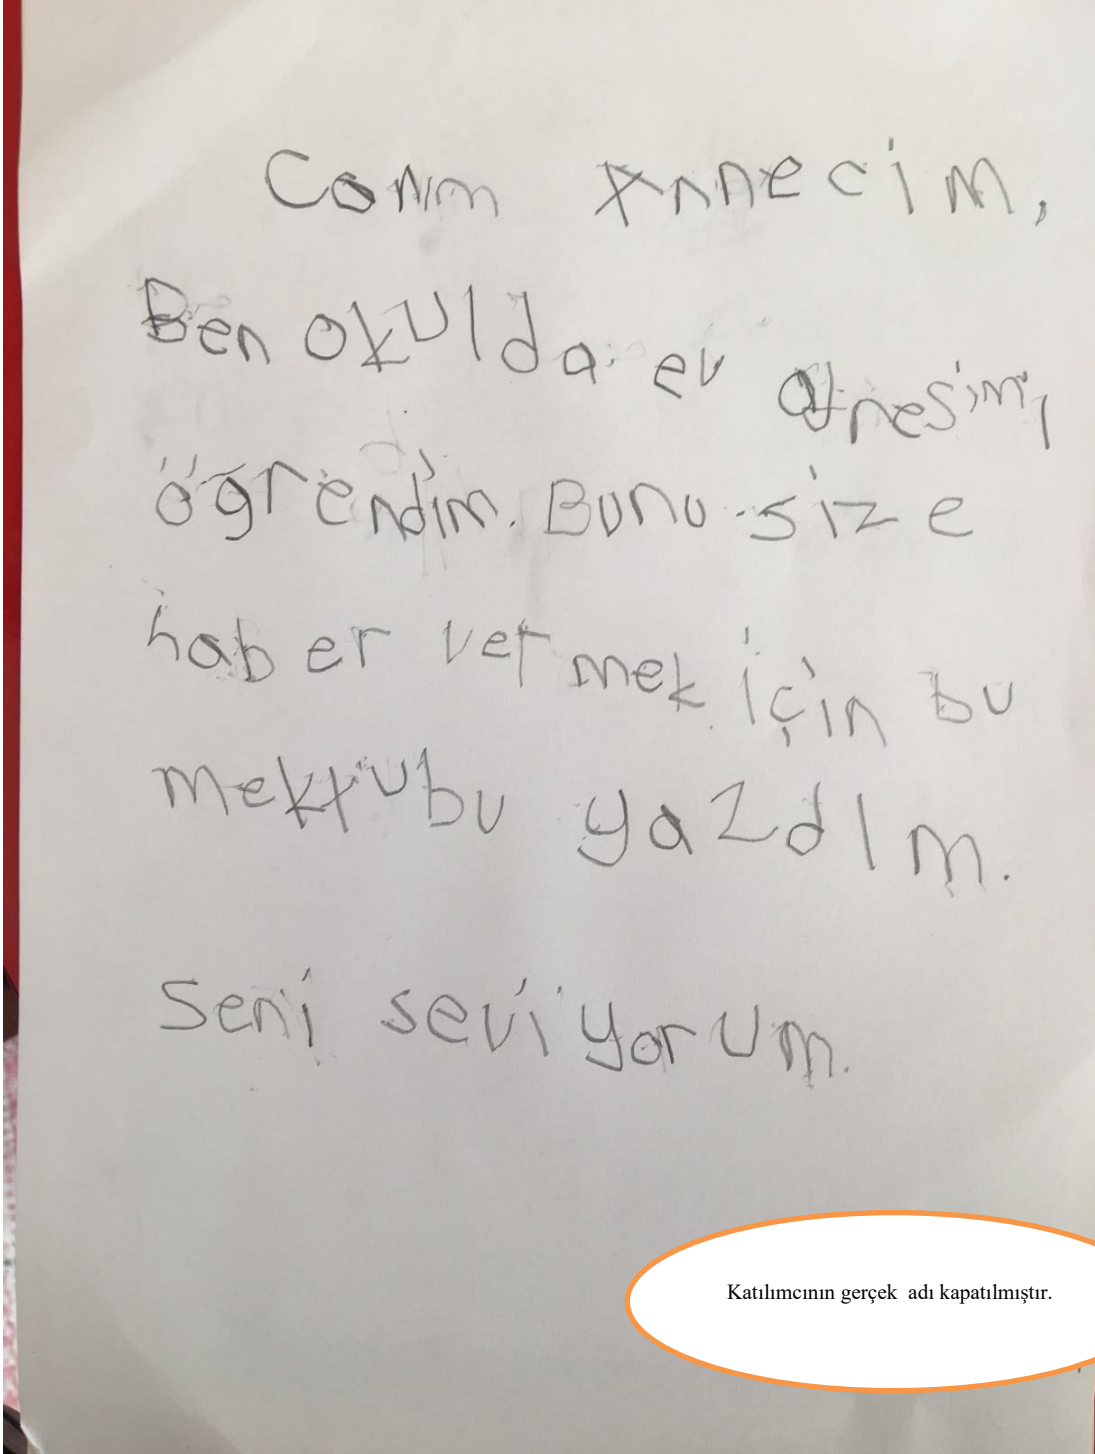 Canım Annecim,
Ben okulda ev atresimi
öğrendim. Bunu size
haber vermek için bu
mektubu yazdım.
Seni seviyorum.
Katılımcının gerçek adı kapatılmıştır.